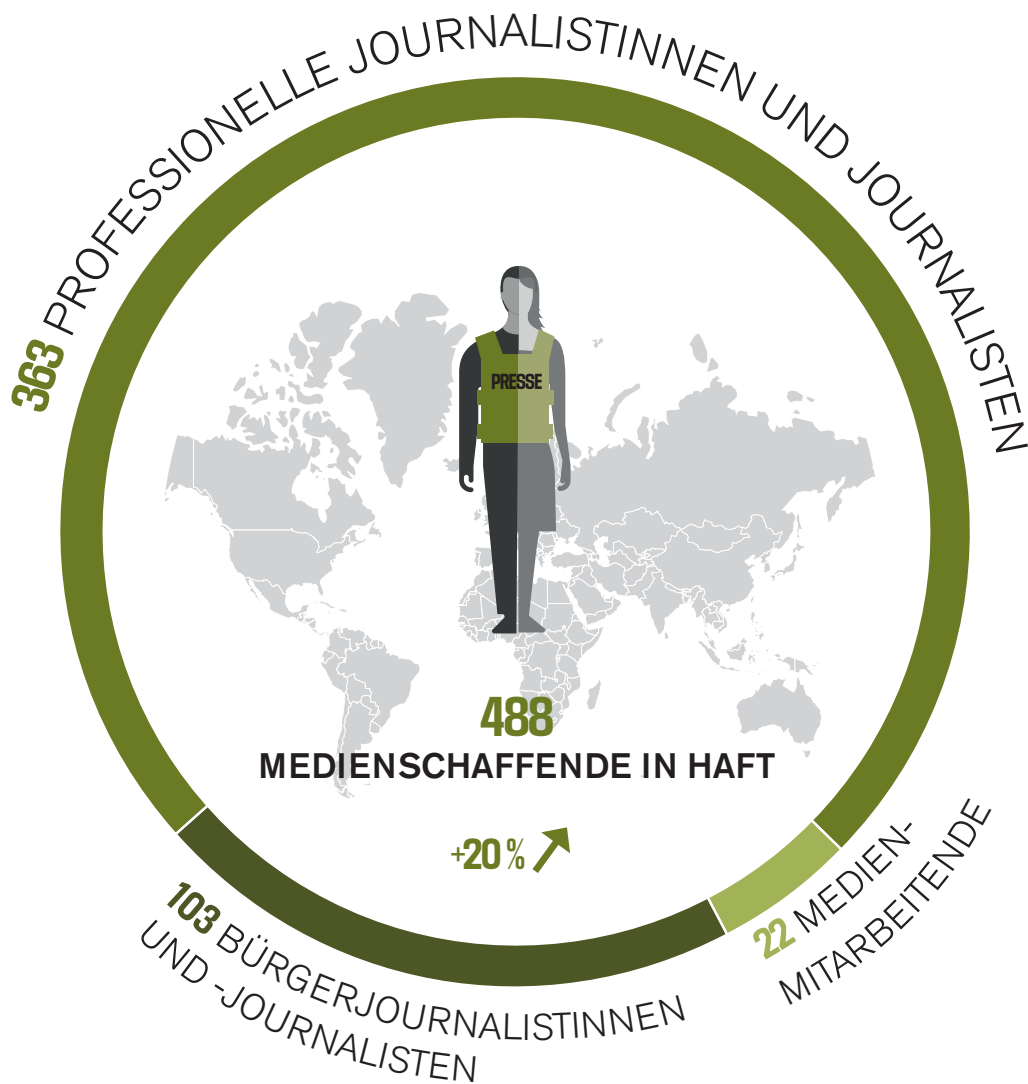 363 PROFESSIONELLE JOURNALISTINNEN UND JOURNALISTEN
PRESSE
488
MEDIENSCHAFFENDE IN HAFT
+20 %
103 BÜRGERJOURNALISTINNEN
UND -JOURNALISTEN
22 MEDIEN-
MITARBEITENDE